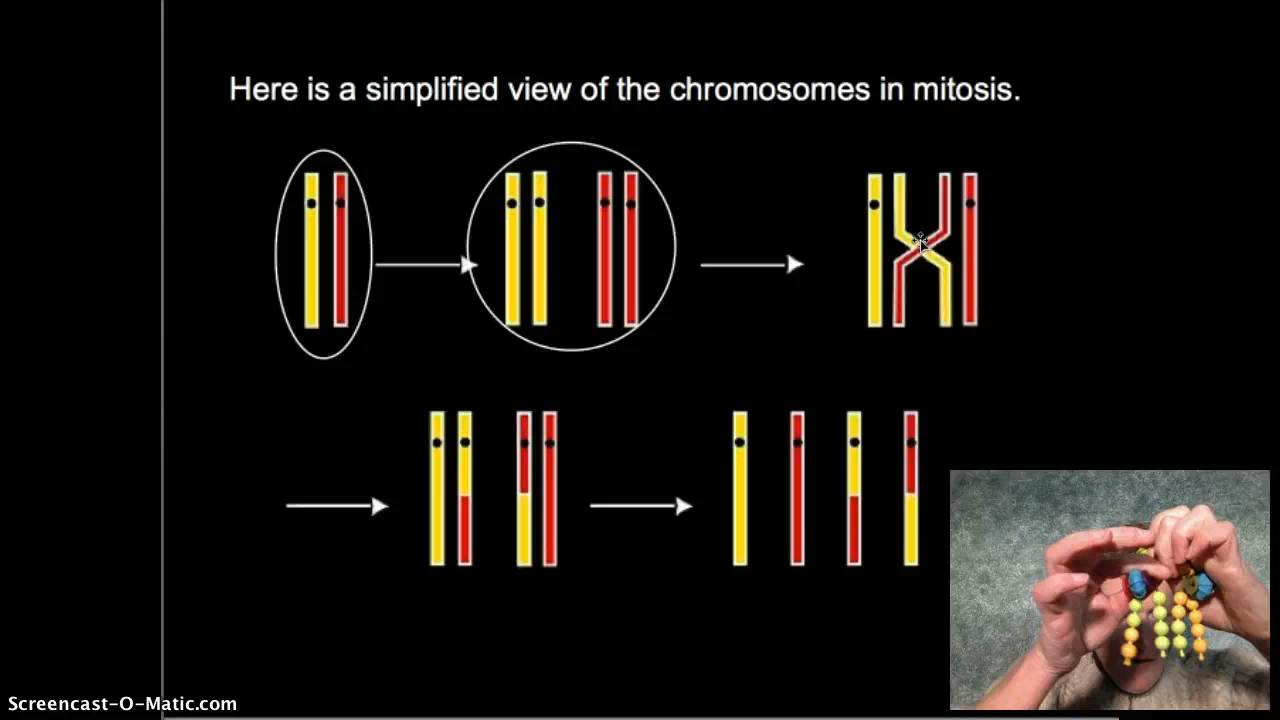 Here is a simplified view of the chromosomes in mitosis.
Screencast-O-Matic.com